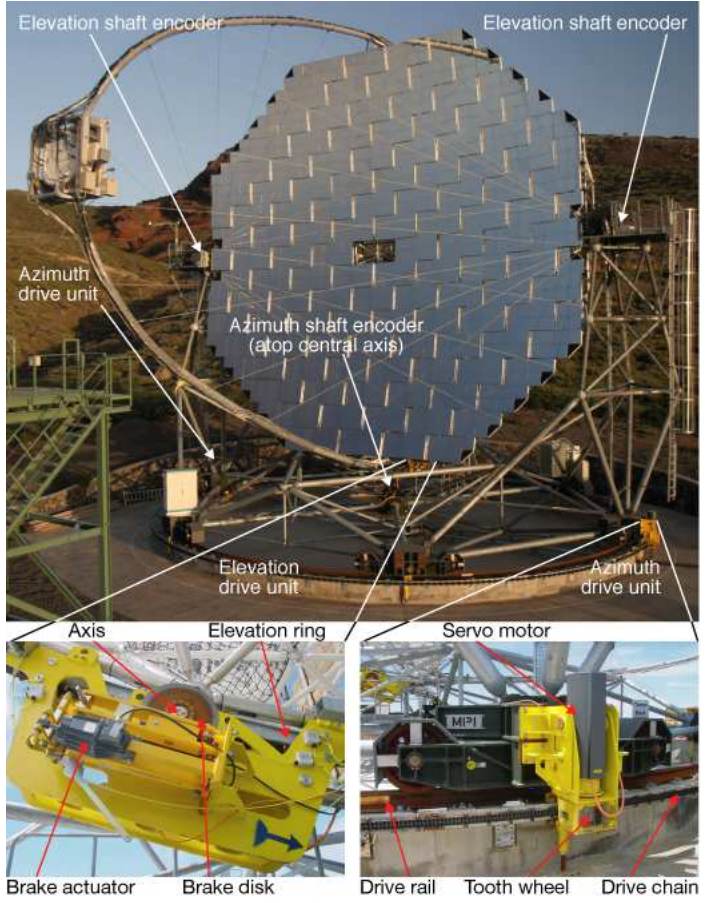 Elevation shaft encoder
Elevation shaft encoder
Azimuth
drive unit
Azimuth shaft encoder
(atop central axis)
Elevation
drive unit
Azimuth
drive unit
Axis
Elevation ring
Servo motor
MPI
Brake actuator
Brake disk
Drive rail
Tooth wheel
Drive chain